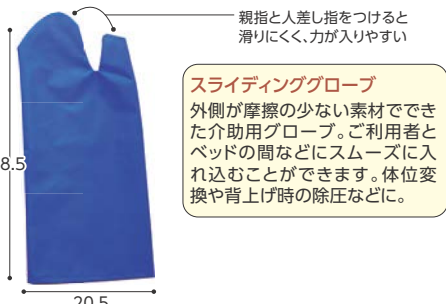 親指と人差し指をつけると
滑りにくく、力が入りやすい
スライディンググローブ
外側が摩擦の少ない素材ででき
た介助用グローブ。ご利用者と
ベッドの間などにスムーズに入
れ込むことができます。体位変
換や背上げ時の除圧などに。
8.5
20.5